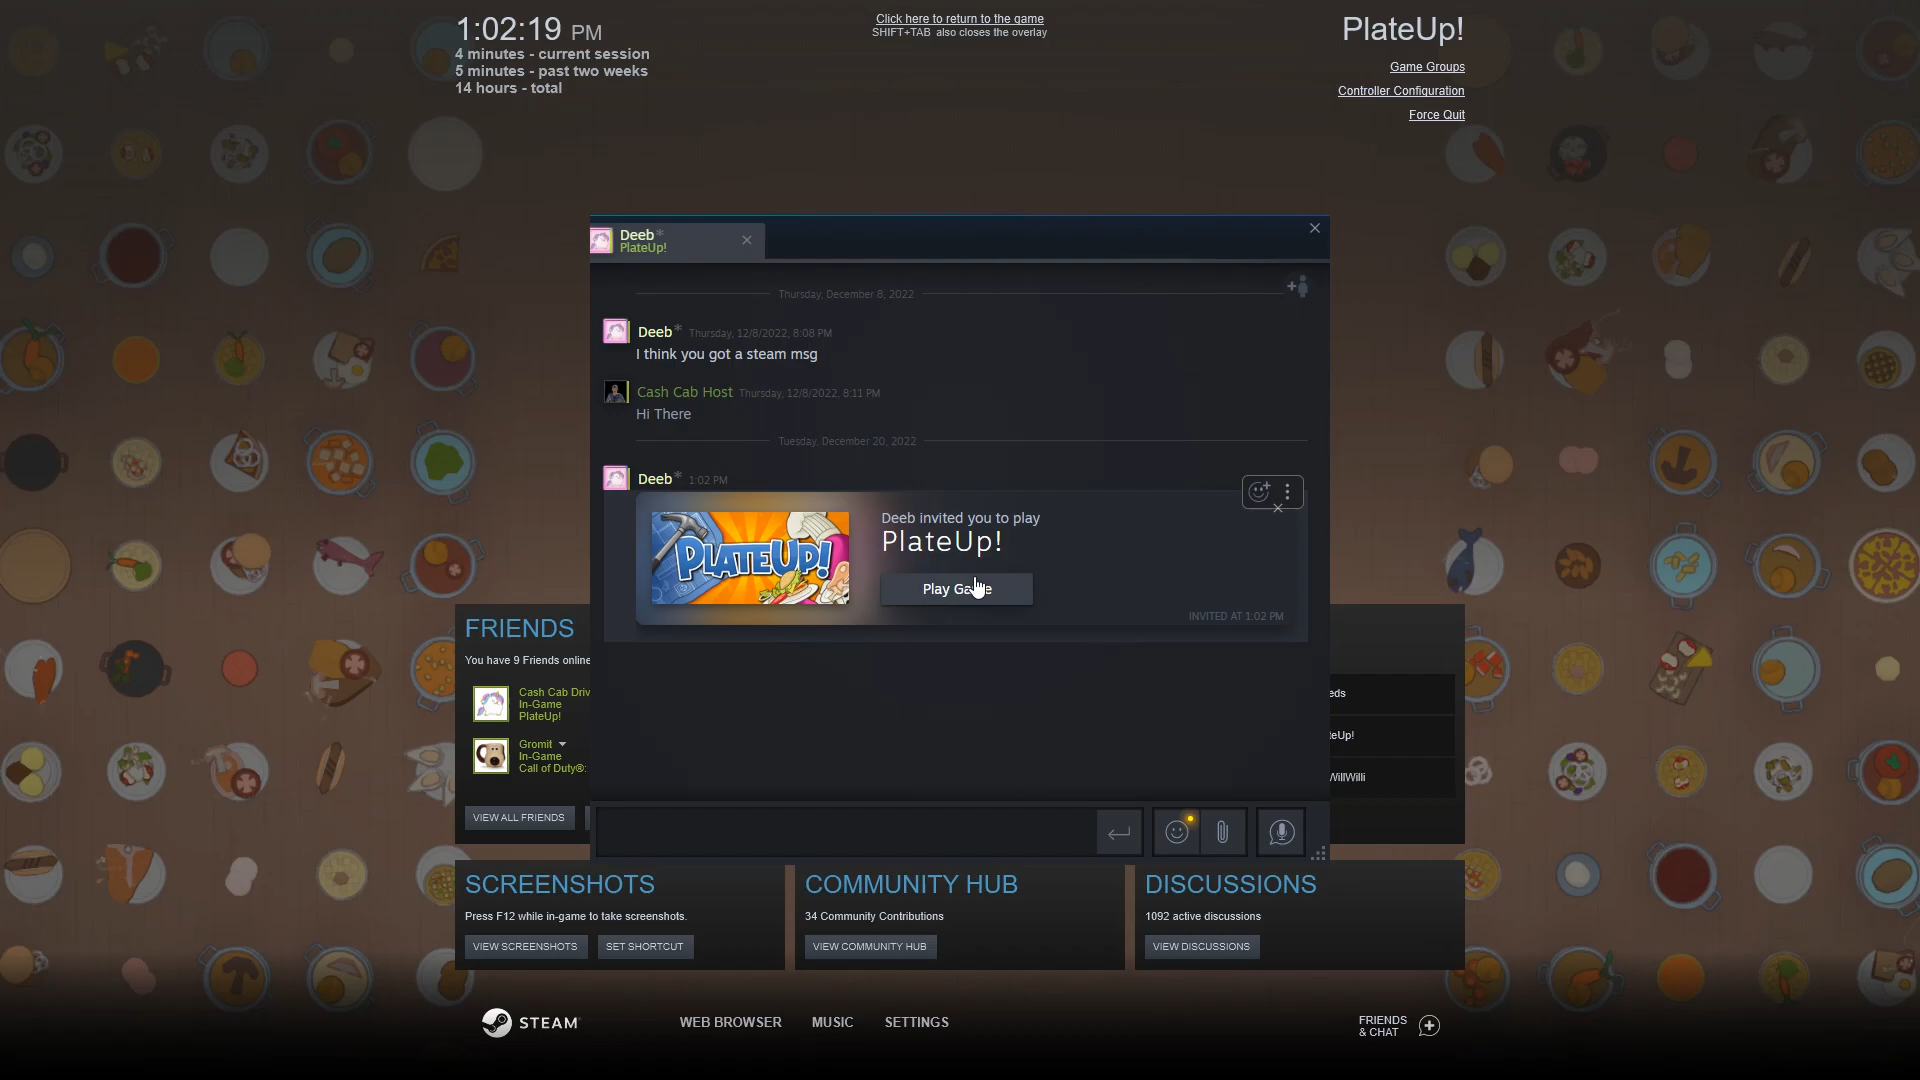 1:02:19 PM
4 minutes - current session
5 minutes - past two weeks
14 hours - total
Click here to return to the game
SHIFT+TAB also closes the overlay
PlateUp!
Game Groups
Controller Configuration
Force Quit
Deeb*
PlateUp!
Thursday, December 8, 2022
Deeb* Thursday, 12/8/2022, 8:08 PM
I think you got a steam msg
Cash Cab Host Thursday, 12/8/2022, 8:11 PM
Hi There
Tuesday, December 20, 2022
Deeb* 1:02 PM
PLATEUP!
Deeb invited you to play
PlateUp!
Play
INVITED AT 1:02 PM
FRIENDS
You have 9 Friends online
Cash Cab Driv
In-Game
PlateUp!
Gromit
In-Game
Call of Duty®:
VIEW ALL FRIENDS
eds
teUp!
WillWilli
SCREENSHOTS
Press F12 while in-game to take screenshots.
VIEW SCREENSHOTS
SET SHORTCUT
COMMUNITY HUB
34 Community Contributions
VIEW COMMUNITY HUB
DISCUSSIONS
1092 active discussions
VIEW DISCUSSIONS
STEAM
WEB BROWSER
MUSIC
SETTINGS
FRIENDS
& CHAT